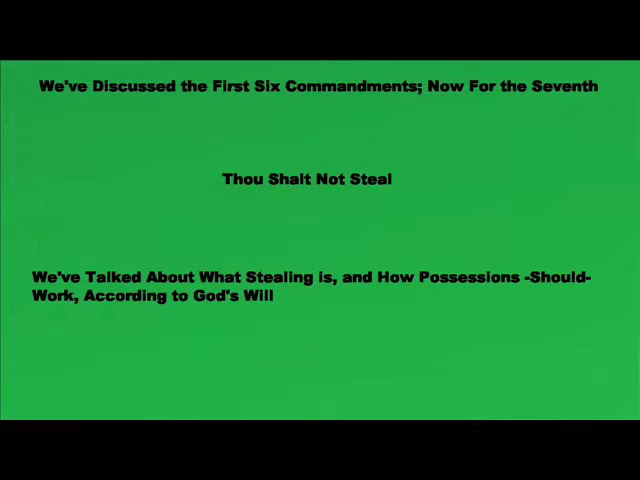 We've Discussed the First Six Commandments; Now For the Seventh
Thou Shalt Not Steal
We've Talked About What Stealing is, and How Possessions -Should-
Work, According to God's Will